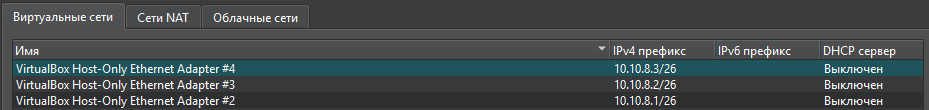 Виртуальные сети Сети NAT Облачные сети
Имя IPv4 префикс IPv6 префикс DHCP сервер
VirtualBox Host-Only Ethernet Adapter #4 10.10.8.3/26 Выключен
VirtualBox Host-Only Ethernet Adapter #3 10.10.8.2/26 Выключен
VirtualBox Host-Only Ethernet Adapter #2 10.10.8.1/26 Выключен